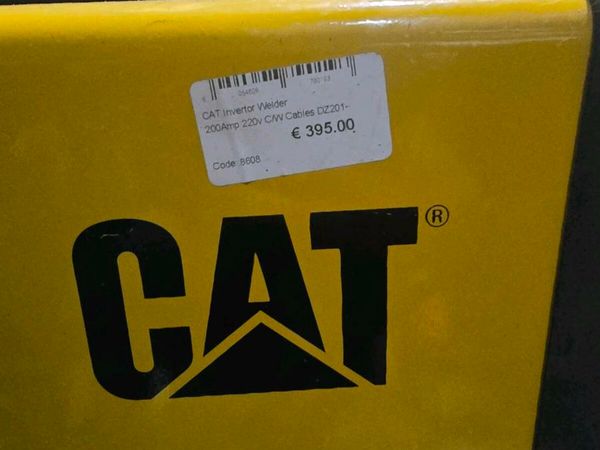 CAT Invertor Welder
200Amp 220v C/W Cables DZ201-
€ 395.00
Code: 8608
CAT®